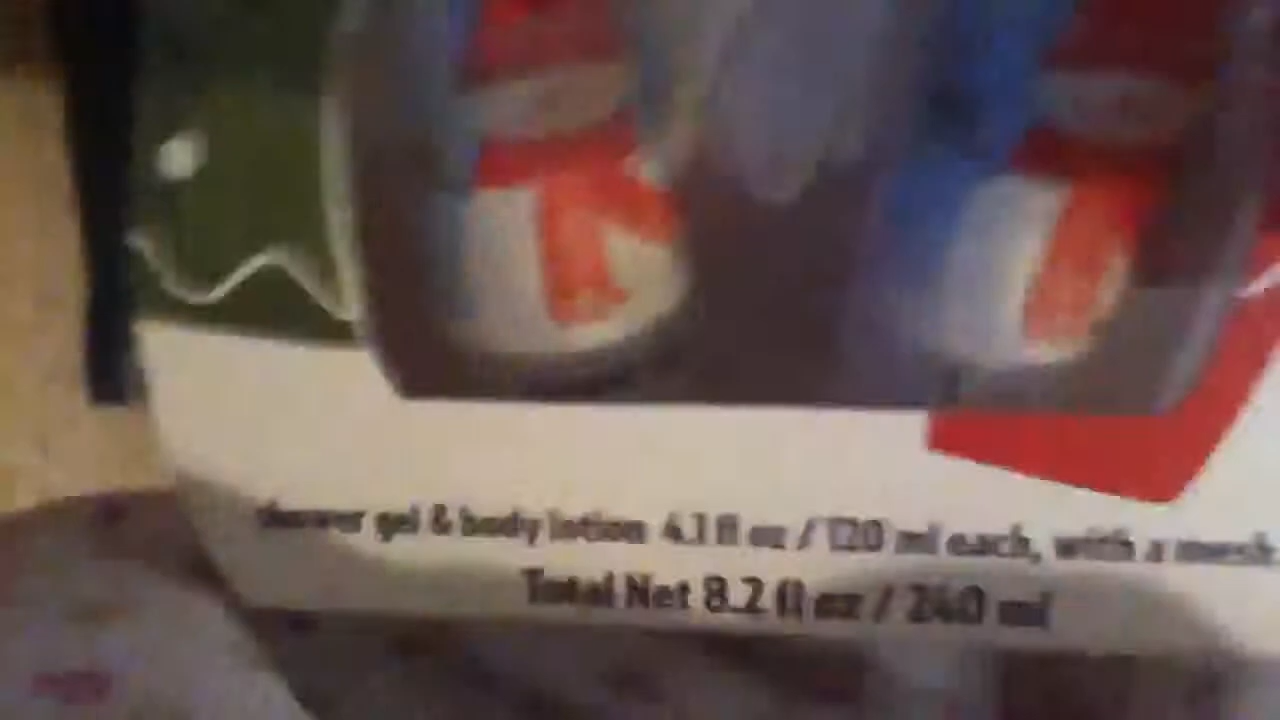 shower gel & body lotion 4.1 fl oz / 120 ml each, with a mesh
Total Net 8.2 fl oz / 240 ml